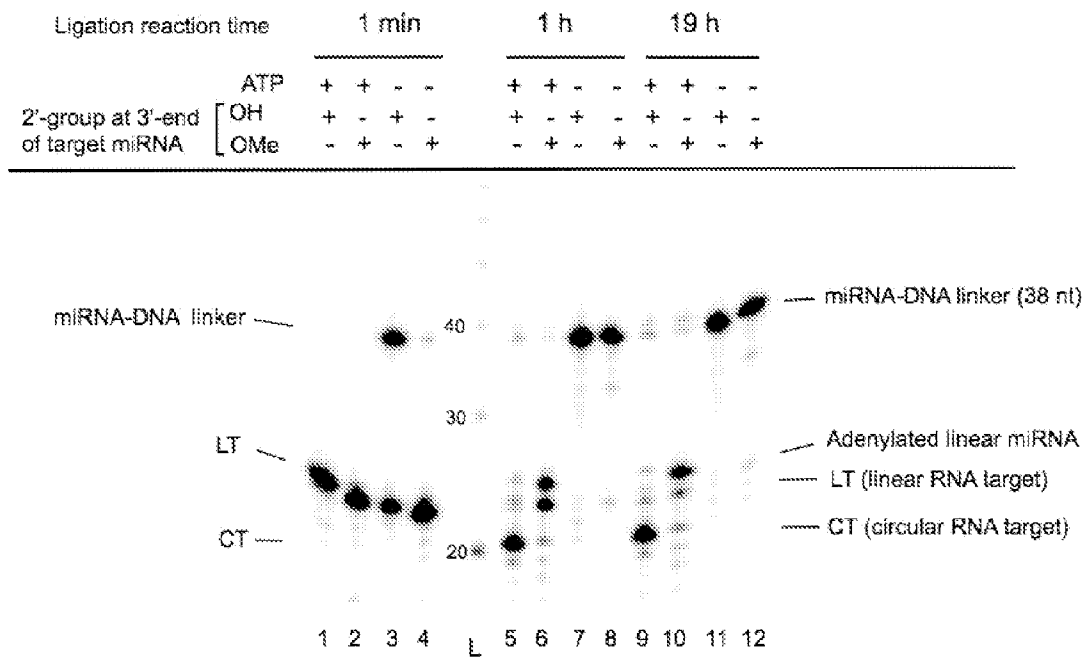 Ligation reaction time 1 min 1 h 19 h
ATP + + - - + + - - + + - -
2'-group at 3'-end OH + - + - + - + - + - + -
of target miRNA OMe - + - + - + - + - + - +
miRNA-DNA linker (38 nt)
miRNA-DNA linker 40
30
LT Adenylated linear miRNA
LT (linear RNA target)
CT CT (circular RNA target)
20
1 2 3 4 L 5 6 7 8 9 10 11 12